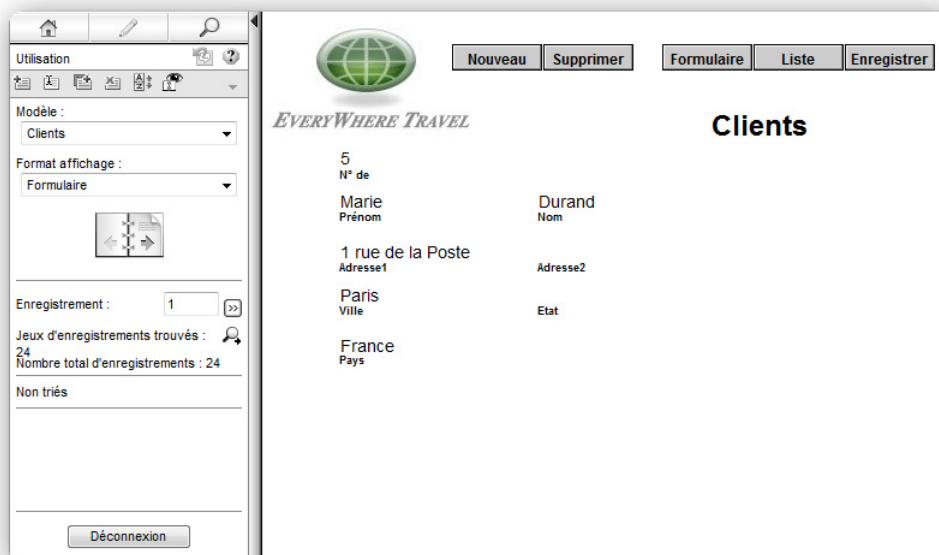 Utilisation
Modèle :
Clients
Format affichage :
Formulaire
Enregistrement :
1
Jeux d'enregistrements trouvés :
24
Nombre total d'enregistrements : 24
Non triés
Déconnexion
EVERYWHERE TRAVEL
Nouveau
Supprimer
Formulaire
Liste
Enregistrer
Clients
5
N° de
Marie
Durand
Prénom
Nom
1 rue de la Poste
Adresse1
Adresse2
Paris
Ville
Etat
France
Pays